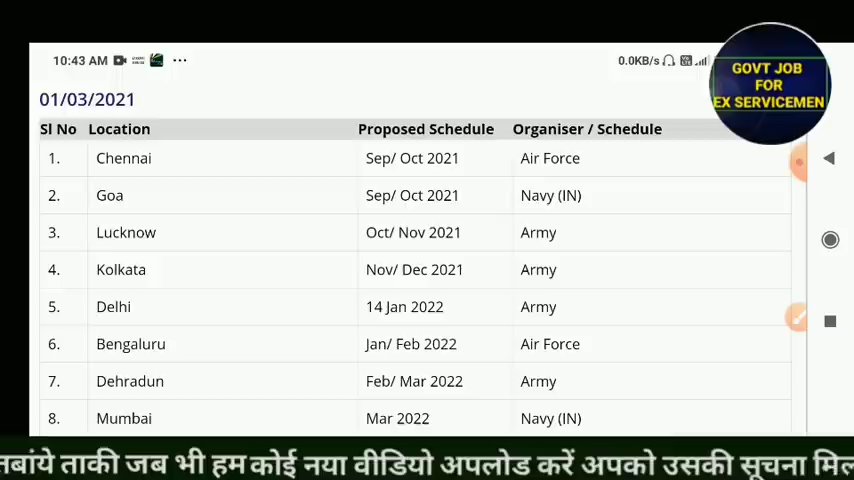 10:43 AM
0.0KB/s
GOVT JOB
FOR
EX SERVICEMEN
01/03/2021
Sl No Location Proposed Schedule Organiser / Schedule
1. Chennai Sep/ Oct 2021 Air Force
2. Goa Sep/ Oct 2021 Navy (IN)
3. Lucknow Oct/ Nov 2021 Army
4. Kolkata Nov/ Dec 2021 Army
5. Delhi 14 Jan 2022 Army
6. Bengaluru Jan/ Feb 2022 Air Force
7. Dehradun Feb/ Mar 2022 Army
8. Mumbai Mar 2022 Navy (IN)
ताकी जब भी हम कोई नया वीडियो अपलोड करें अपको उसकी सूचना